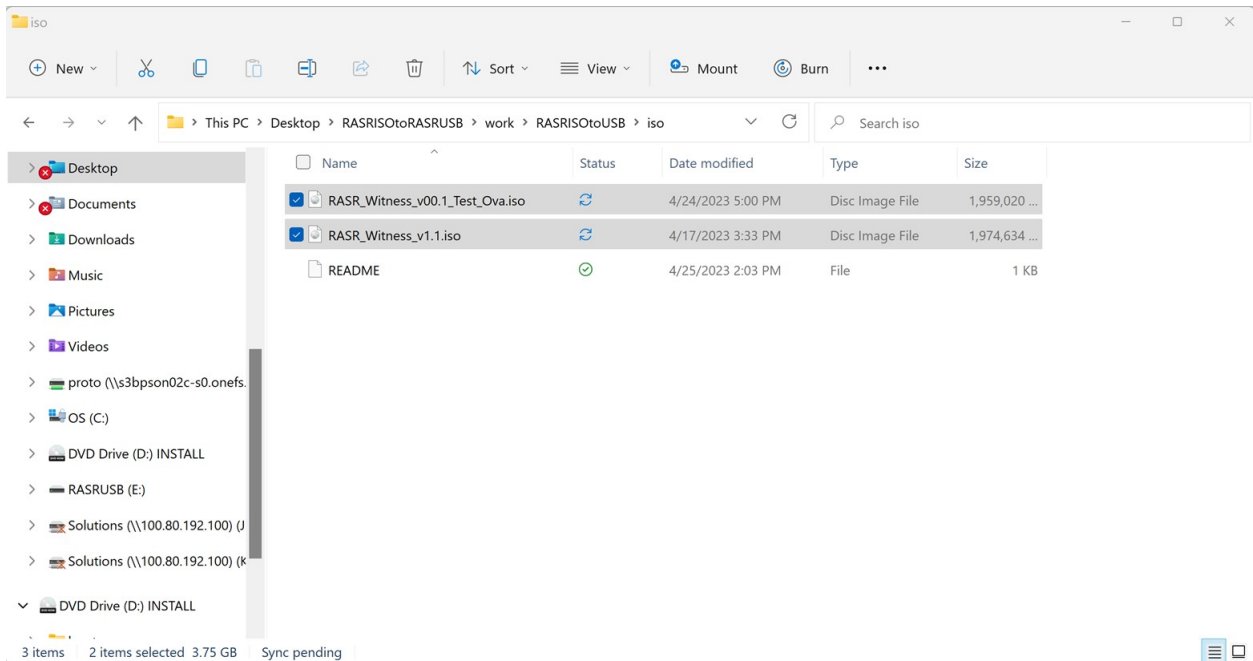 iso
New
Sort
View
Mount
Burn
This PC > Desktop > RASRISOtoRASRUSB > work > RASRISOtoUSB > iso
Search iso
Desktop
Documents
Downloads
Music
Pictures
Videos
proto (\\s3bpson02c-s0.onefs.
OS (C:)
DVD Drive (D:) INSTALL
RASRUSB (E:)
Solutions (\\100.80.192.100) (J
Solutions (\\100.80.192.100) (K
DVD Drive (D:) INSTALL
Name Status Date modified Type Size
RASR_Witness_v00.1_Test_Ova.iso 4/24/2023 5:00 PM Disc Image File 1,959,020 ...
RASR_Witness_v1.1.iso 4/17/2023 3:33 PM Disc Image File 1,974,634 ...
README 4/25/2023 2:03 PM File 1 KB
3 items 2 items selected 3.75 GB Sync pending